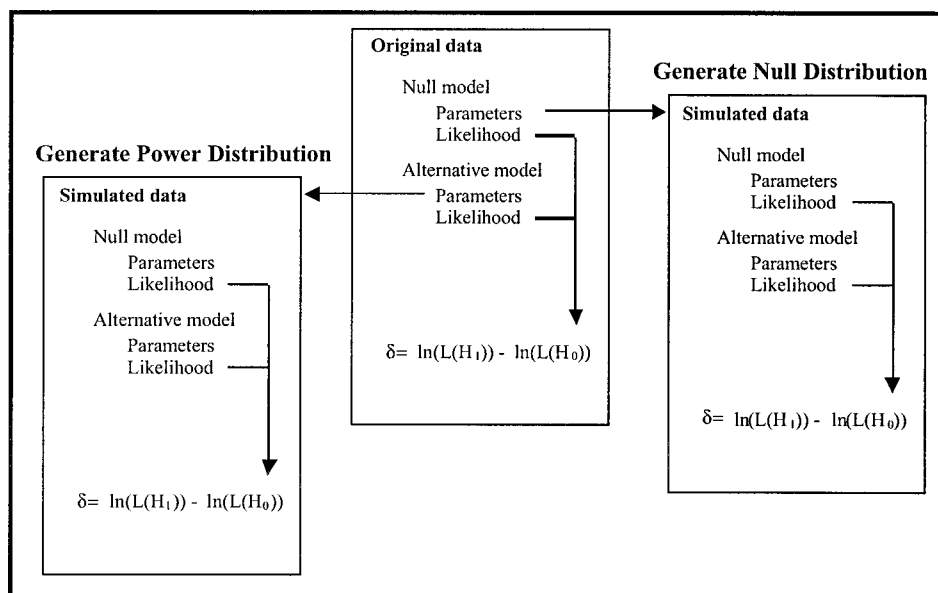 Original data
Null model
Parameters
Likelihood
Alternative model
Parameters
Likelihood
δ= ln(L(H₁)) - ln(L(H₀))
Generate Power Distribution
Simulated data
Null model
Parameters
Likelihood
Alternative model
Parameters
Likelihood
δ= ln(L(H₁)) - ln(L(H₀))
Generate Null Distribution
Simulated data
Null model
Parameters
Likelihood
Alternative model
Parameters
Likelihood
δ= ln(L(H₁)) - ln(L(H₀))